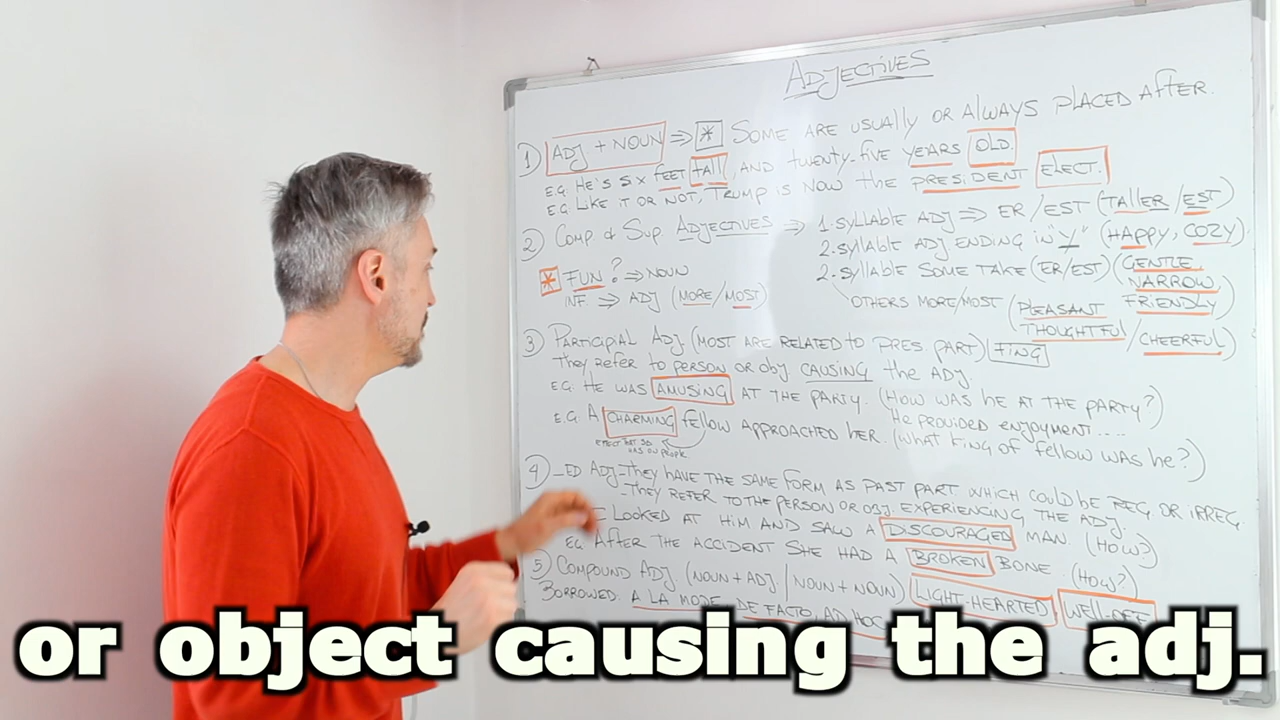 ADJECTIVES
1) ADJ + NOUN ⇒ * SOME ARE USUALLY OR ALWAYS PLACED AFTER.
E.G. HE'S SIX FEET TALL, AND TWENTY-FIVE YEARS OLD.
E.G. LIKE IT OR NOT, TRUMP IS NOW THE PRESIDENT ELECT.
2) COMP & SUP ADJECTIVES ⇒ 1. SYLLABLE ADJ ⇒ ER/EST (TALLER/EST)
2. SYLLABLE ADJ ENDING IN "Y" (HAPPY, COZY)
* FUN? ⇒ NOUN
2. SYLLABLE SOME TAKE (ER/EST) (GENTLE
NARROW
INF ⇒ ADJ (MORE/MOST)
OTHERS MORE/MOST (PLEASANT FRIENDLY)
THOUGHTFUL / CHEERFUL)
3) PARTICIPIAL ADJ (MOST ARE RELATED TO PRES. PART)
THEY REFER TO PERSON OR OBJ CAUSING THE ADJ.
E.G. HE WAS AMUSING AT THE PARTY. (HOW WAS HE AT THE PARTY?)
HE PROVIDED ENJOYMENT....
E.G. A CHARMING FELLOW APPROACHED HER. (WHAT KING OF FELLOW WAS HE?)
EFFECT THAT SO
HAS ON PEOPLE
4) -ED ADJ - THEY HAVE THE SAME FORM AS PAST PART WHICH COULD BE REG OR IRREG
- THEY REFER TO THE PERSON OR OBJ. EXPERIENCING THE ADJ
LOOKED AT HIM AND SAW A DISCOURAGED MAN. (HOW?)
E.G. AFTER THE ACCIDENT SHE HAD A BROKEN BONE. (HOW?)
5) COMPOUND ADJ. (NOUN + ADJ. / NOUN + NOUN) LIGHT-HEARTED WELL-OFF
BORROWED. A LA MODE, DE FACTO, AD HOC
or object causing the adj.